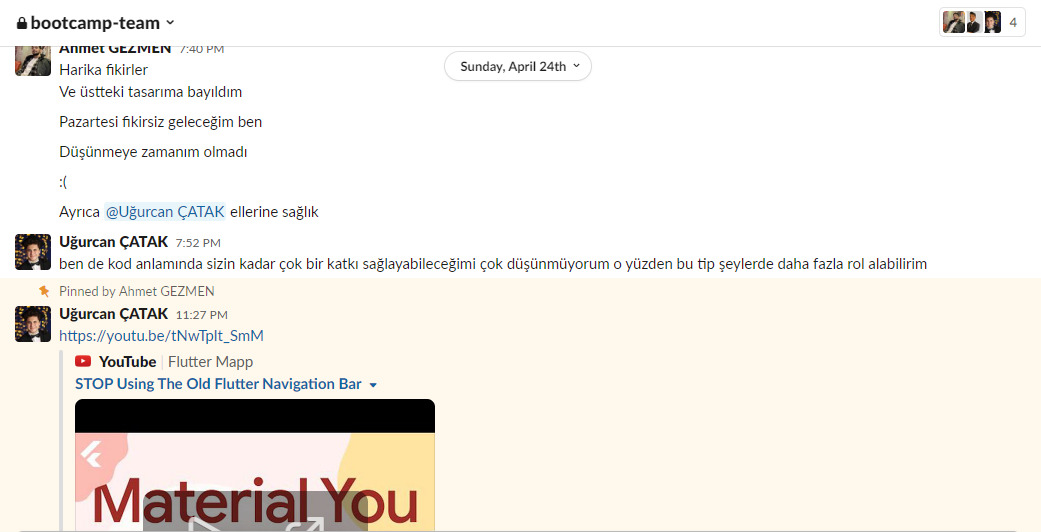 bootcamp-team
4
Ahmet GEZMEN 7:40 PM
Sunday, April 24th
Harika fikirler
Ve üstteki tasarıma bayıldım
Pazartesi fikirsiz geleceğim ben
Düşünmeye zamanım olmadı
:(
Ayrıca @Uğurcan ÇATAK ellerine sağlık
Uğurcan ÇATAK 7:52 PM
ben de kod anlamında sizin kadar çok bir katkı sağlayabileceğimi çok düşünmüyorum o yüzden bu tip şeylerde daha fazla rol alabilirim
Pinned by Ahmet GEZMEN
Uğurcan ÇATAK 11:27 PM
https://youtu.be/tNwTpIt_SmM
YouTube Flutter Mapp
STOP Using The Old Flutter Navigation Bar
Material You